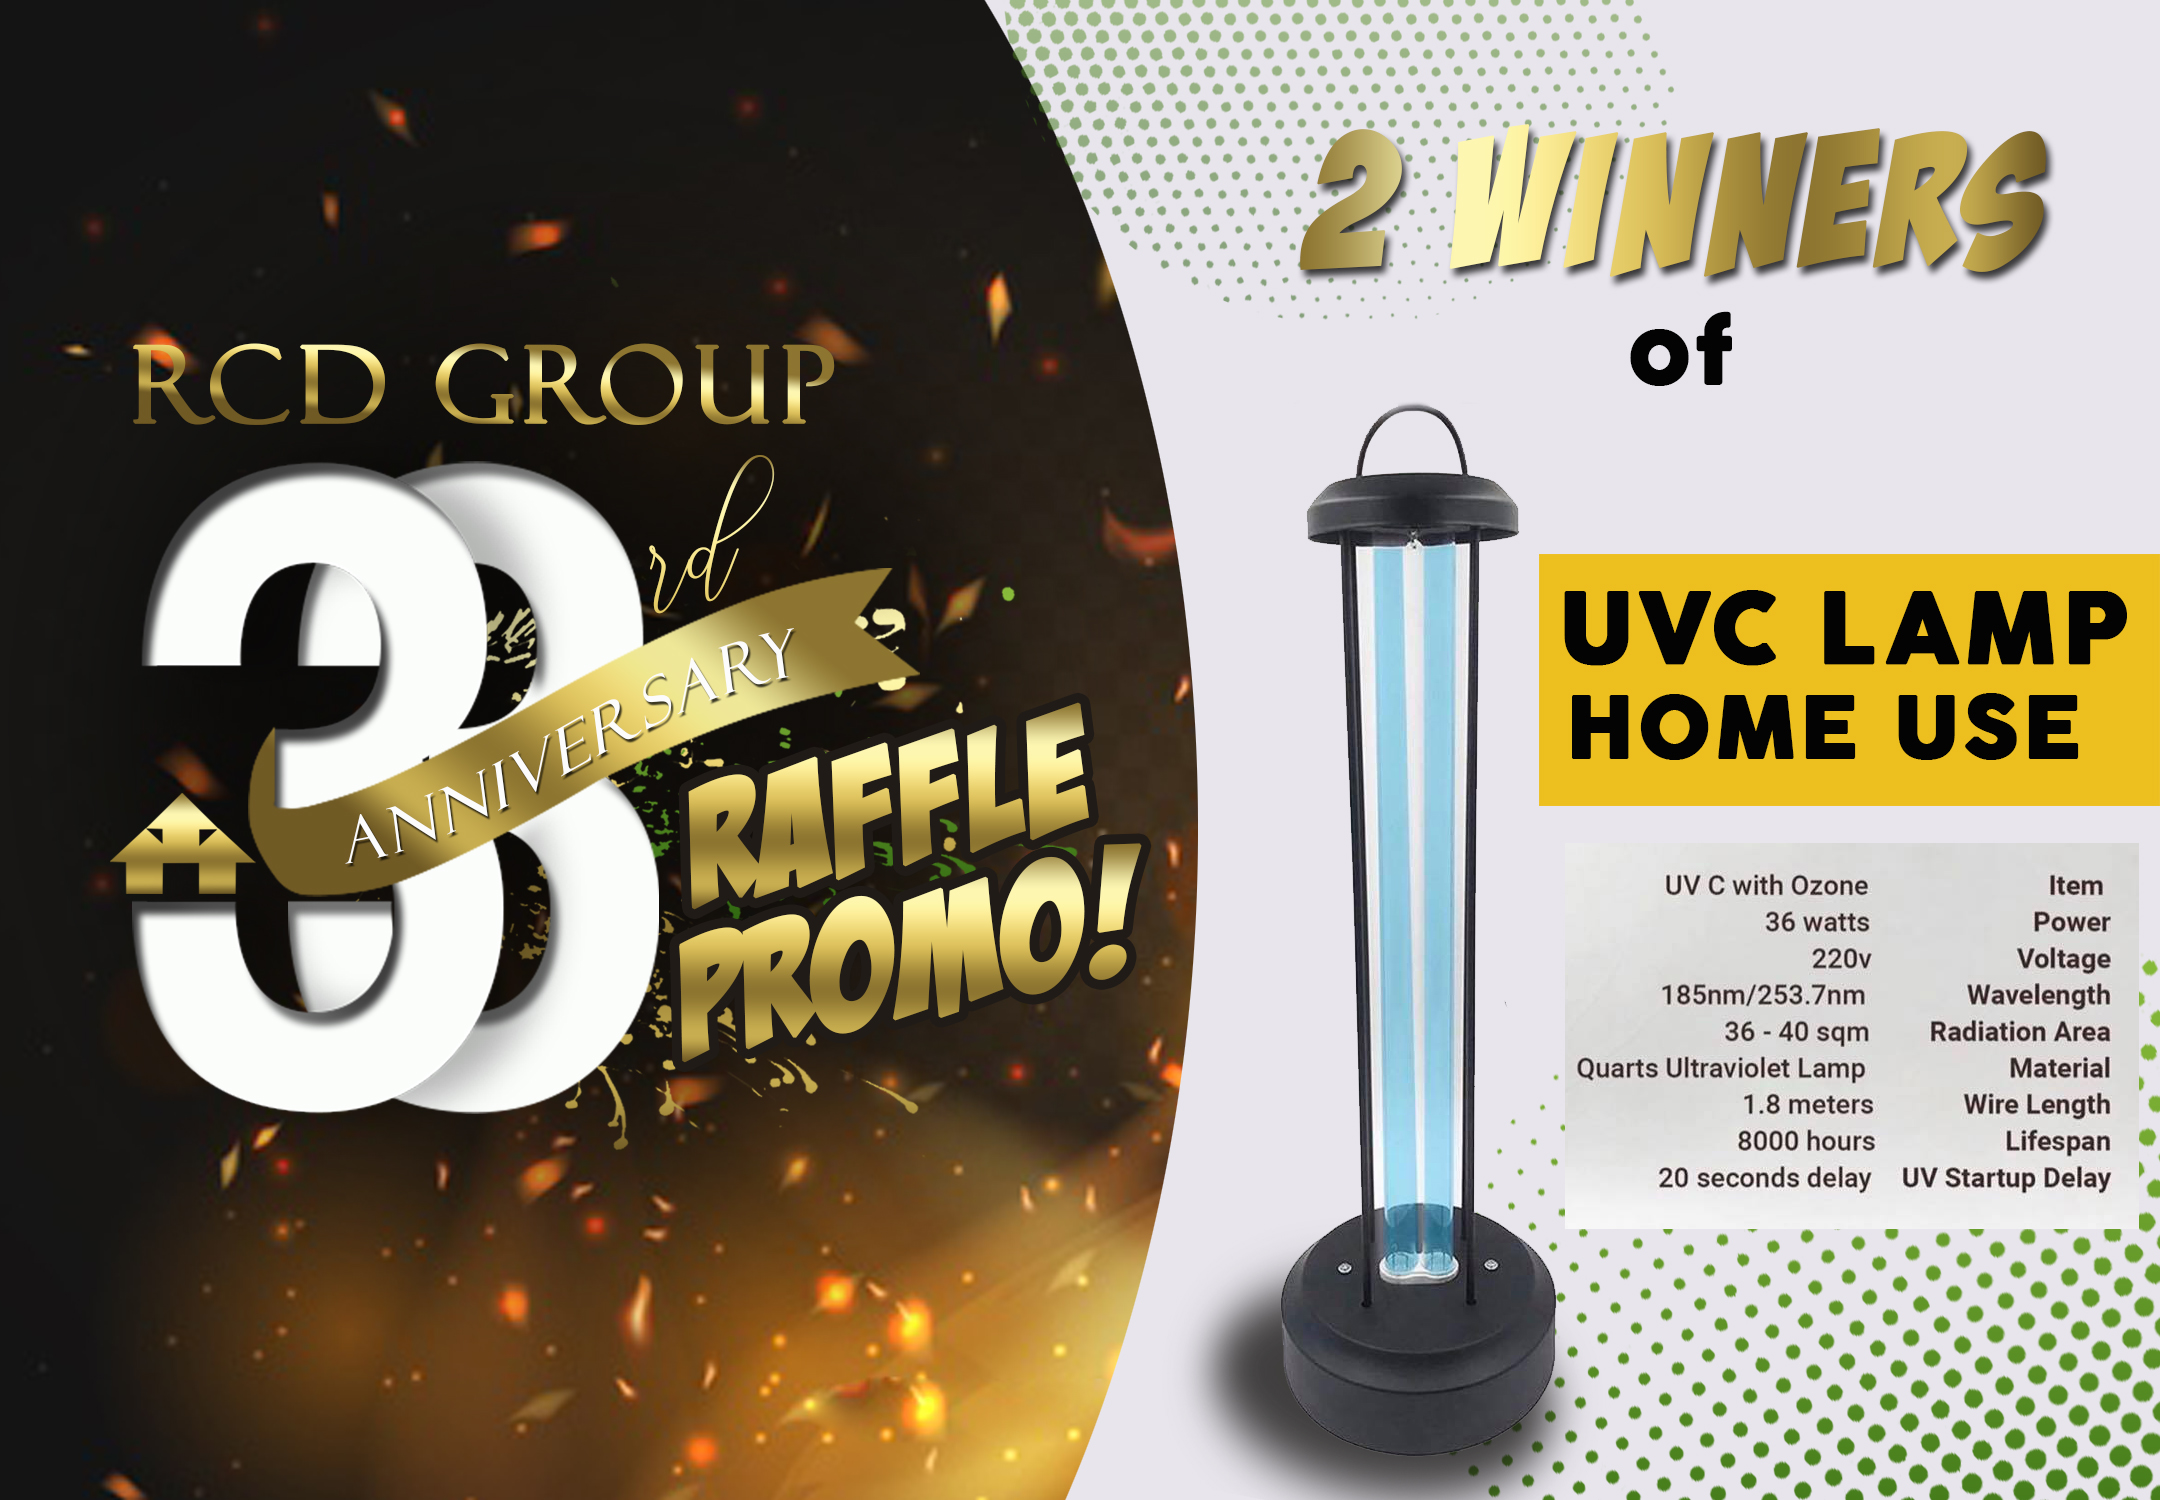 RCD GROUP
33rd
ANNIVERSARY
RAFFLE
PROMO!
2 WINNERS
of
UVC LAMP
HOME USE
UV C with Ozone Item
36 watts Power
220v Voltage
185nm/253.7nm Wavelength
36 - 40 sqm Radiation Area
Quarts Ultraviolet Lamp Material
1.8 meters Wire Length
8000 hours Lifespan
20 seconds delay UV Startup Delay